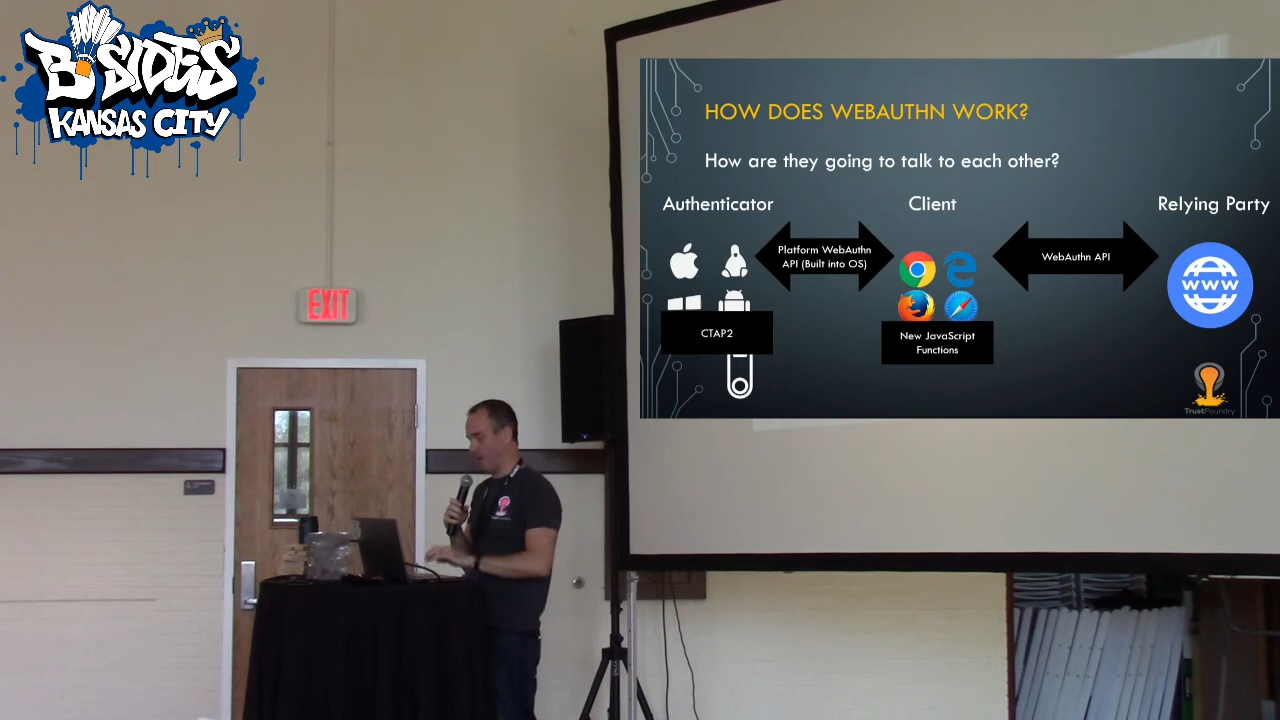 B·SIDES
KANSAS CITY
EXIT
HOW DOES WEBAUTHN WORK?
How are they going to talk to each other?
Authenticator
Client
Relying Party
Platform WebAuthn
API (Built into OS)
WebAuthn API
WWW
CTAP2
New JavaScript
Functions
TrustFoundry